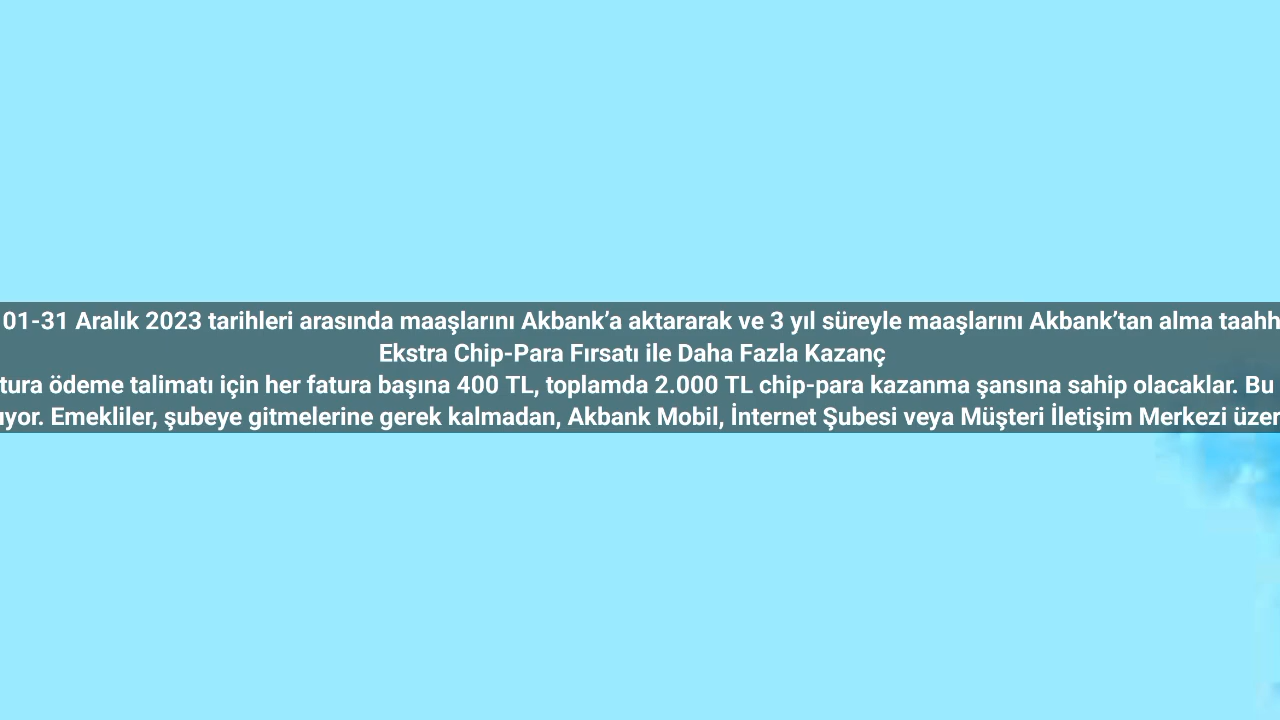 01-31 Aralık 2023 tarihleri arasında maaşlarını Akbank’a aktararak ve 3 yıl süreyle maaşlarını Akbank’tan alma taahh
Ekstra Chip-Para Fırsatı ile Daha Fazla Kazanç
tura ödeme talimatı için her fatura başına 400 TL, toplamda 2.000 TL chip-para kazanma şansına sahip olacaklar. Bu
ıyor. Emekliler, şubeye gitmelerine gerek kalmadan, Akbank Mobil, İnternet Şubesi veya Müşteri İletişim Merkezi üzer